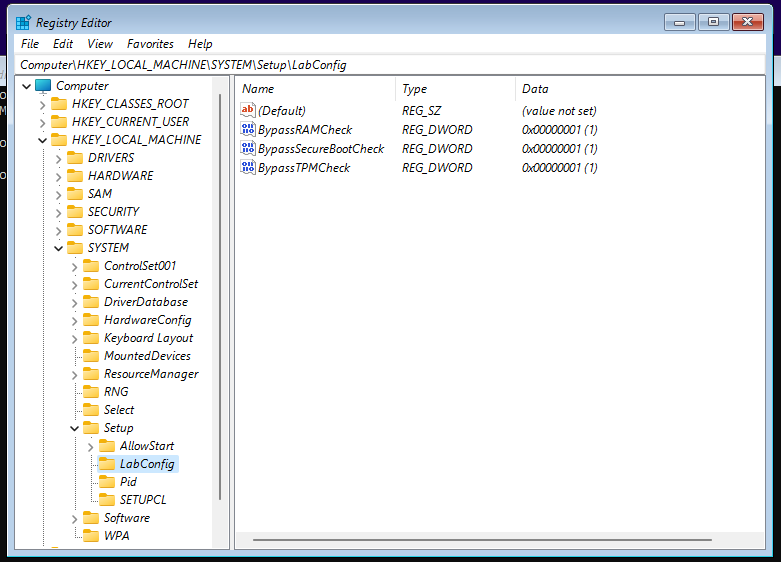 Registry Editor
File Edit View Favorites Help
Computer\HKEY_LOCAL_MACHINE\SYSTEM\Setup\LabConfig
Computer
HKEY_CLASSES_ROOT
HKEY_CURRENT_USER
HKEY_LOCAL_MACHINE
DRIVERS
HARDWARE
SAM
SECURITY
SOFTWARE
SYSTEM
ControlSet001
CurrentControlSet
DriverDatabase
HardwareConfig
Keyboard Layout
MountedDevices
ResourceManager
RNG
Select
Setup
AllowStart
LabConfig
Pid
SETUPCL
Software
WPA
Name Type Data
(Default) REG_SZ (value not set)
BypassRAMCheck REG_DWORD 0x00000001 (1)
BypassSecureBootCheck REG_DWORD 0x00000001 (1)
BypassTPMCheck REG_DWORD 0x00000001 (1)